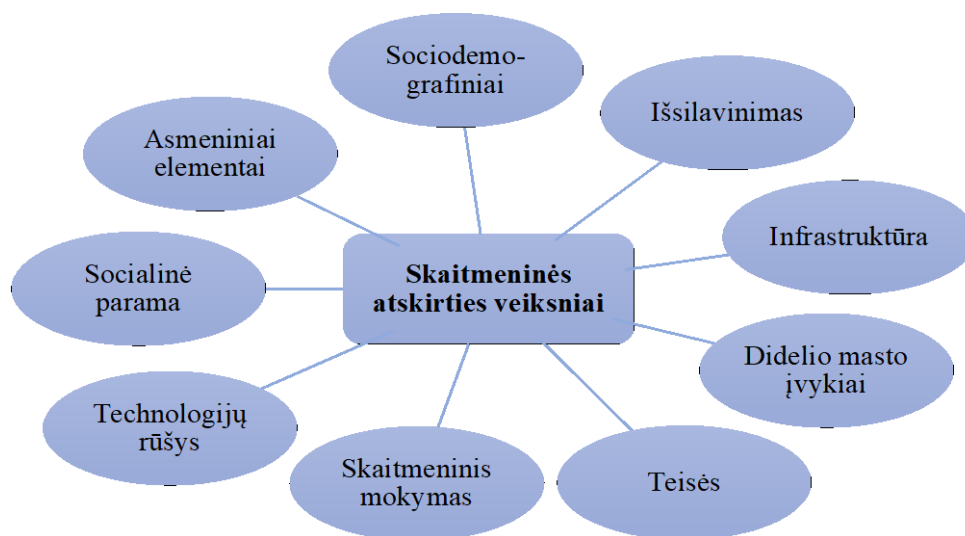 Sociodemo-
grafiniai
Išsilavinimas
Asmeniniai
elementai
Infrastruktūra
Socialinė
parama
Skaitmeninės
atskirties veiksniai
Didelio masto
įvykiai
Technologijų
rūšys
Skaitmeninis
mokymas
Teisės